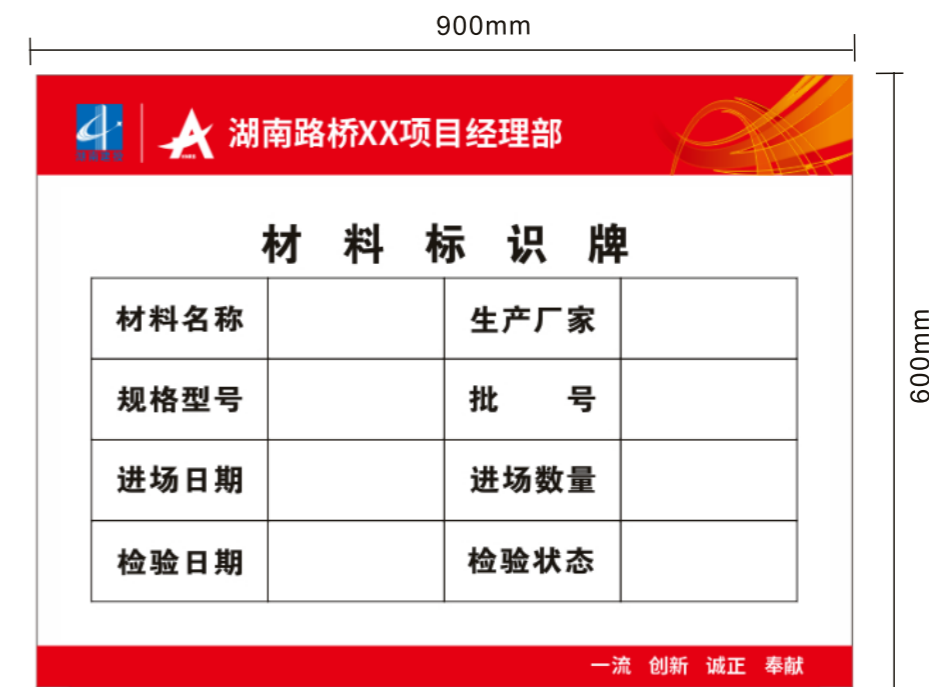 900mm
湖南路桥XX项目经理部
材 料 标 识 牌
材料名称 生产厂家
规格型号 批 号
600mm
进场日期 进场数量
检验日期 检验状态
一流 创新 诚正 奉献